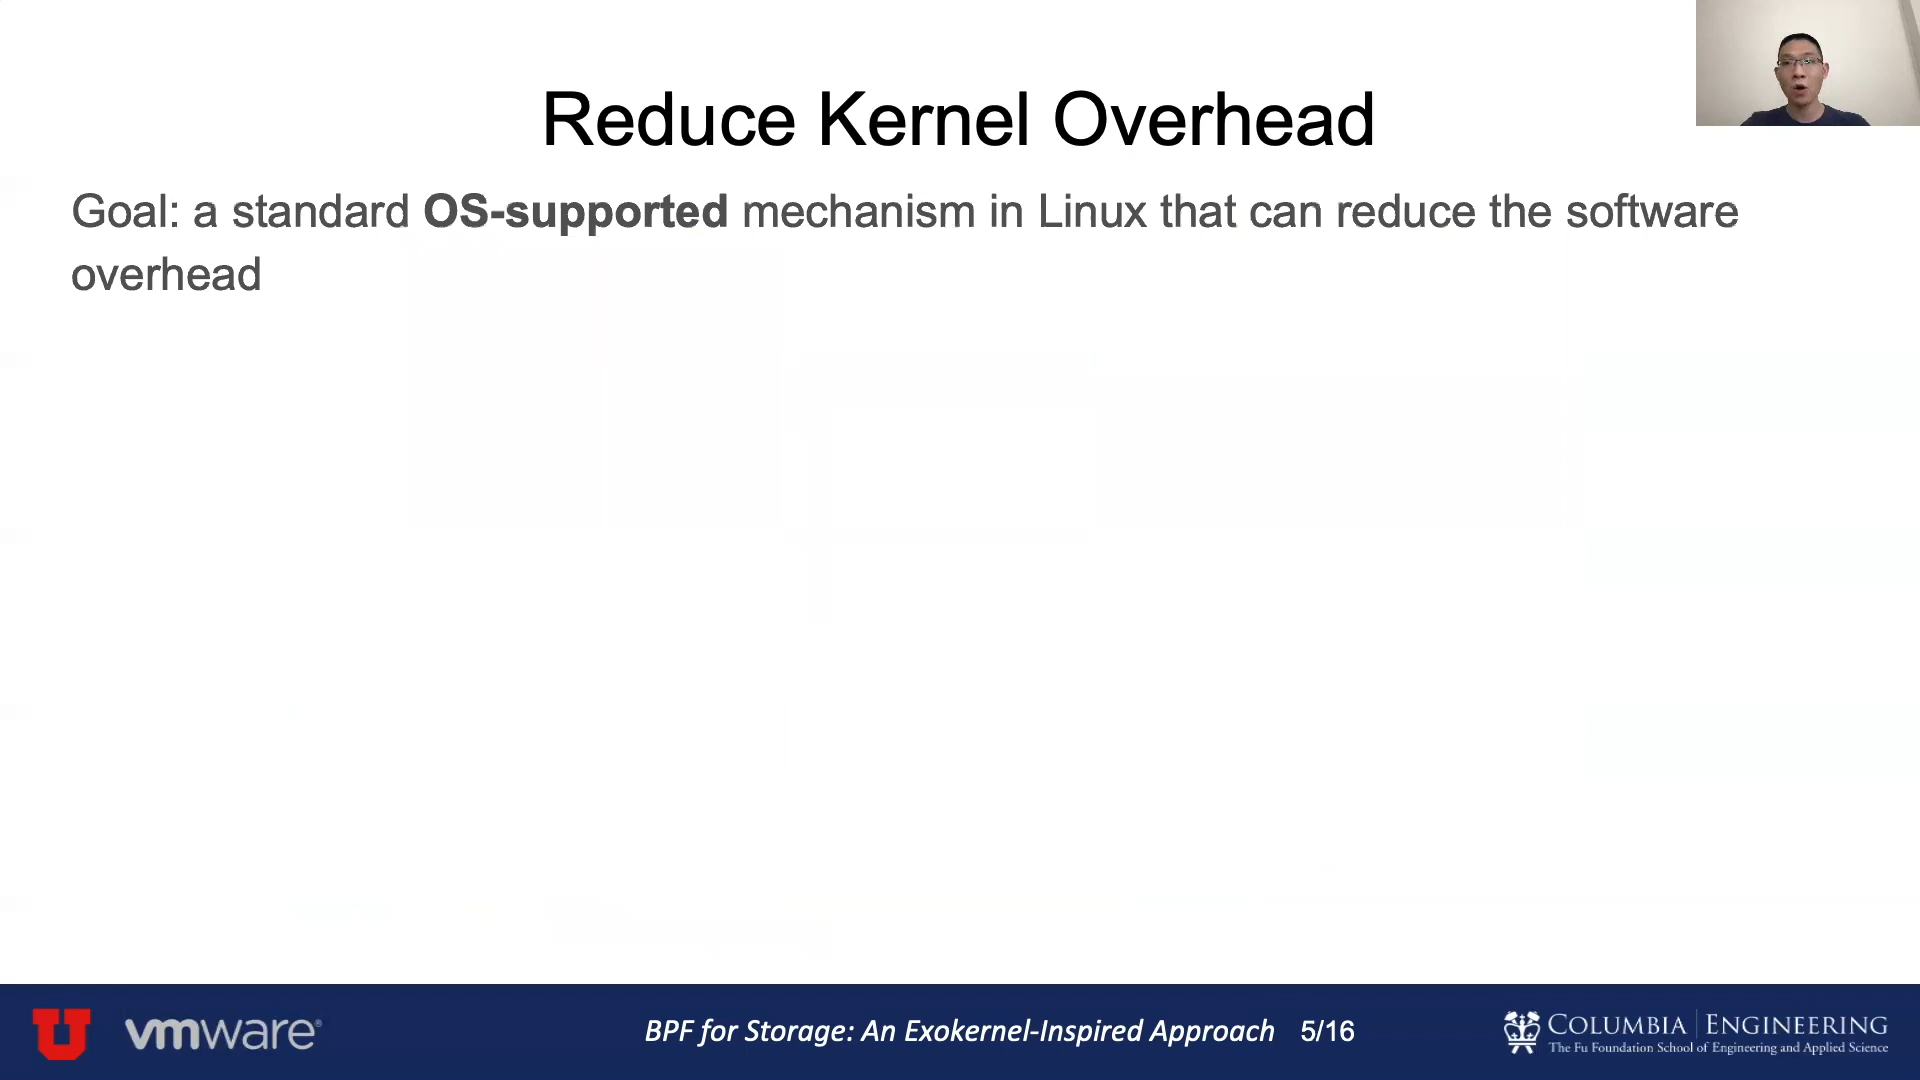 Reduce Kernel Overhead
Goal: a standard OS-supported mechanism in Linux that can reduce the software
overhead
U
vmware®
BPF for Storage: An Exokernel-Inspired Approach 5/16
COLUMBIA | ENGINEERING
The Fu Foundation School of Engineering and Applied Science